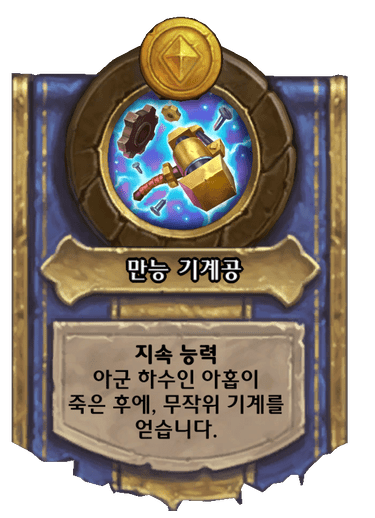 만능 기계공
지속 능력
아군 하수인 아홉이
죽은 후에, 무작위 기계를
얻습니다.